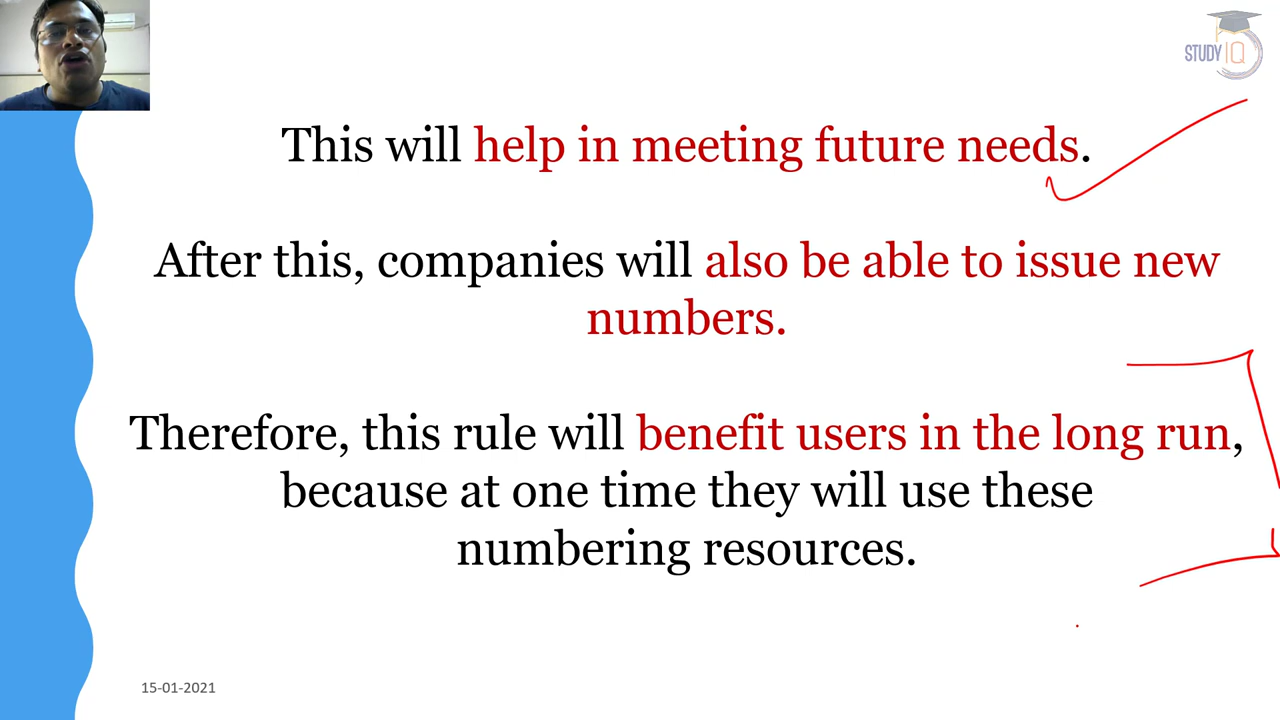 STUDY IQ
This will help in meeting future needs.
After this, companies will also be able to issue new
numbers.
Therefore, this rule will benefit users in the long run,
because at one time they will use these
numbering resources.
15-01-2021